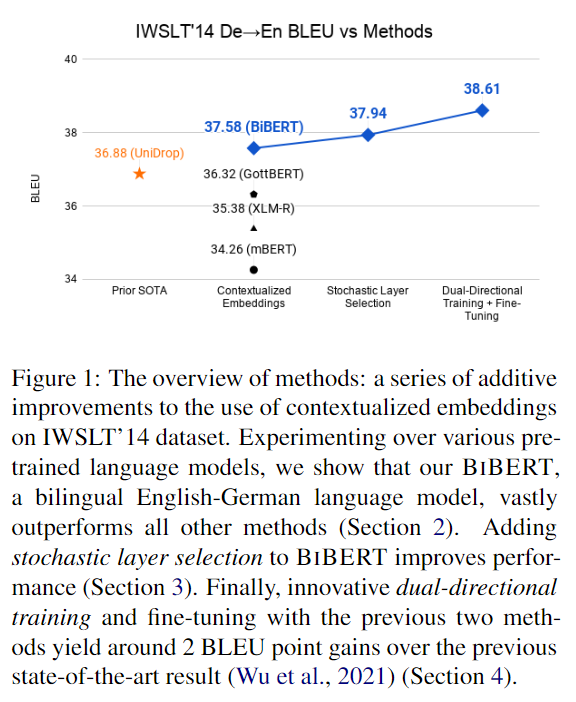 IWSLT'14 De→En BLEU vs Methods
40
38
36
34
BLEU
36.88 (UniDrop)
37.58 (BiBERT)
36.32 (GottBERT)
35.38 (XLM-R)
34.26 (mBERT)
37.94
38.61
Prior SOTA
Contextualized
Embeddings
Stochastic Layer
Selection
Dual-Directional
Training + Fine-
Tuning
Figure 1: The overview of methods: a series of additive
improvements to the use of contextualized embeddings
on IWSLT’14 dataset. Experimenting over various pre-
trained language models, we show that our BIBERT,
a bilingual English-German language model, vastly
outperforms all other methods (Section 2). Adding
stochastic layer selection to BIBERT improves perfor-
mance (Section 3). Finally, innovative dual-directional
training and fine-tuning with the previous two meth-
ods yield around 2 BLEU point gains over the previous
state-of-the-art result (Wu et al., 2021) (Section 4).